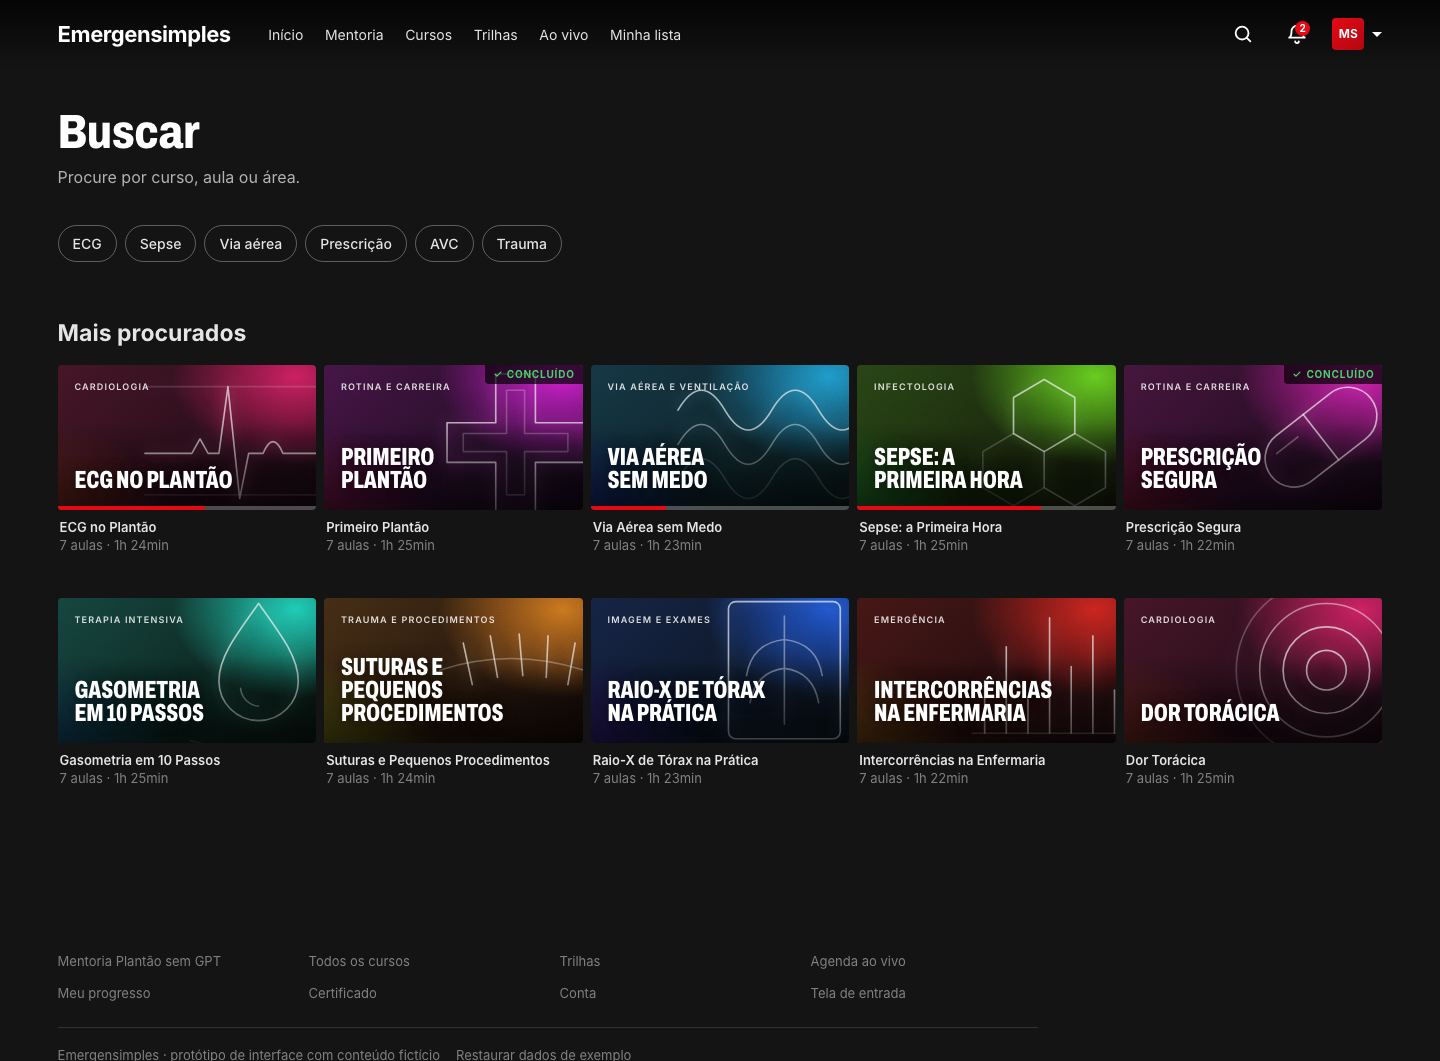 Emergensimples
Início Mentoria Cursos Trilhas Ao vivo Minha lista
2
MS
Buscar
Procure por curso, aula ou área.
ECG Sepse Via aérea Prescrição AVC Trauma
Mais procurados
CARDIOLOGIA
ECG NO PLANTÃO
ECG no Plantão
7 aulas · 1h 24min
✓ CONCLUÍDO
ROTINA E CARREIRA
PRIMEIRO
PLANTÃO
Primeiro Plantão
7 aulas · 1h 25min
VIA AÉREA E VENTILAÇÃO
VIA AÉREA
SEM MEDO
Via Aérea sem Medo
7 aulas · 1h 23min
INFECTOLOGIA
SEPSE: A
PRIMEIRA HORA
Sepse: a Primeira Hora
7 aulas · 1h 25min
✓ CONCLUÍDO
ROTINA E CARREIRA
PRESCRIÇÃO
SEGURA
Prescrição Segura
7 aulas · 1h 22min
TERAPIA INTENSIVA
GASOMETRIA
EM 10 PASSOS
Gasometria em 10 Passos
7 aulas · 1h 25min
TRAUMA E PROCEDIMENTOS
SUTURAS E
PEQUENOS
PROCEDIMENTOS
Suturas e Pequenos Procedimentos
7 aulas · 1h 24min
IMAGEM E EXAMES
RAIO-X DE TÓRAX
NA PRÁTICA
Raio-X de Tórax na Prática
7 aulas · 1h 23min
EMERGÊNCIA
INTERCORRÊNCIAS
NA ENFERMARIA
Intercorrências na Enfermaria
7 aulas · 1h 22min
CARDIOLOGIA
DOR TORÁCICA
Dor Torácica
7 aulas · 1h 25min
Mentoria Plantão sem GPT Todos os cursos Trilhas Agenda ao vivo
Meu progresso Certificado Conta Tela de entrada
Emergensimples · protótipo de interface com conteúdo fictício Restaurar dados de exemplo